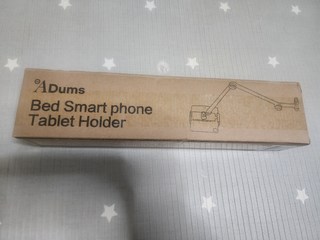 ADums
Bed Smart phone
Tablet Holder